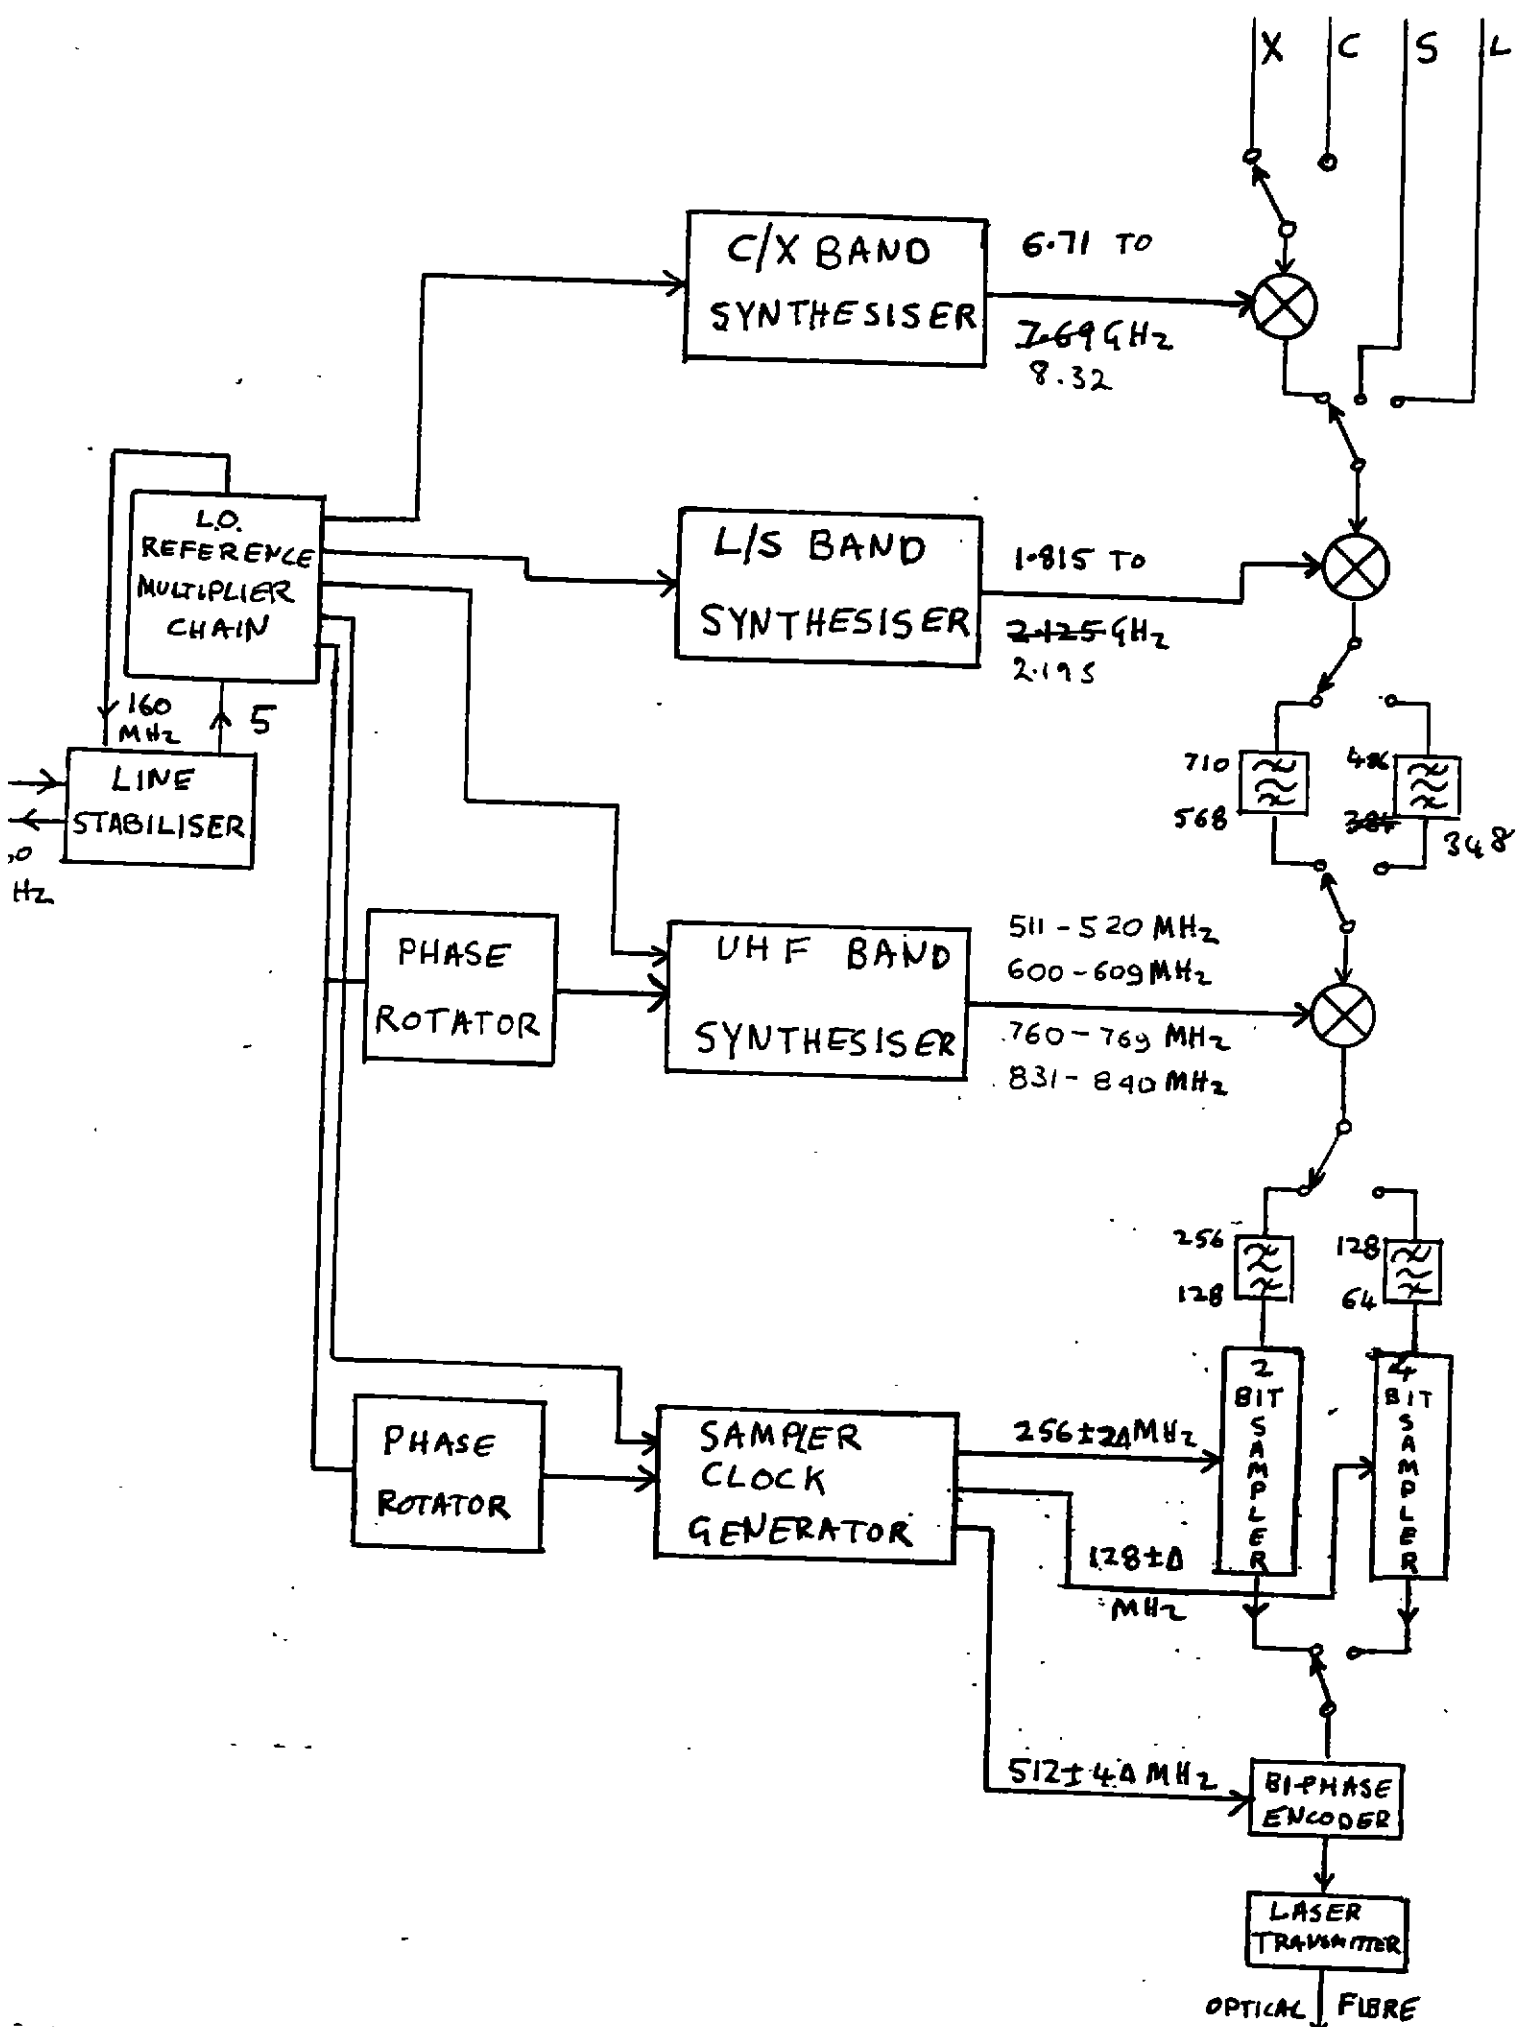 X C S L
C/X BAND
SYNTHESISER
6.71 TO
7.69 GHz
8.32
L.O.
REFERENCE
MULTIPLIER
CHAIN
L/S BAND
SYNTHESISER
1.815 TO
2.125 GHz
2.195
160
MHz
5
LINE
STABILISER
Hz
710
568
348
PHASE
ROTATOR
UHF BAND
SYNTHESISER
511-520 MHz
600-609 MHz
760-769 MHz
831-840 MHz
256
128
128
64
PHASE
ROTATOR
SAMPLER
CLOCK
GENERATOR
256±2Δ MHz
128±Δ
MHz
512±4Δ MHz
2
BIT
SAMPLER
4
BIT
SAMPLER
BI-PHASE
ENCODER
LASER
TRANSMITTER
OPTICAL FIBRE